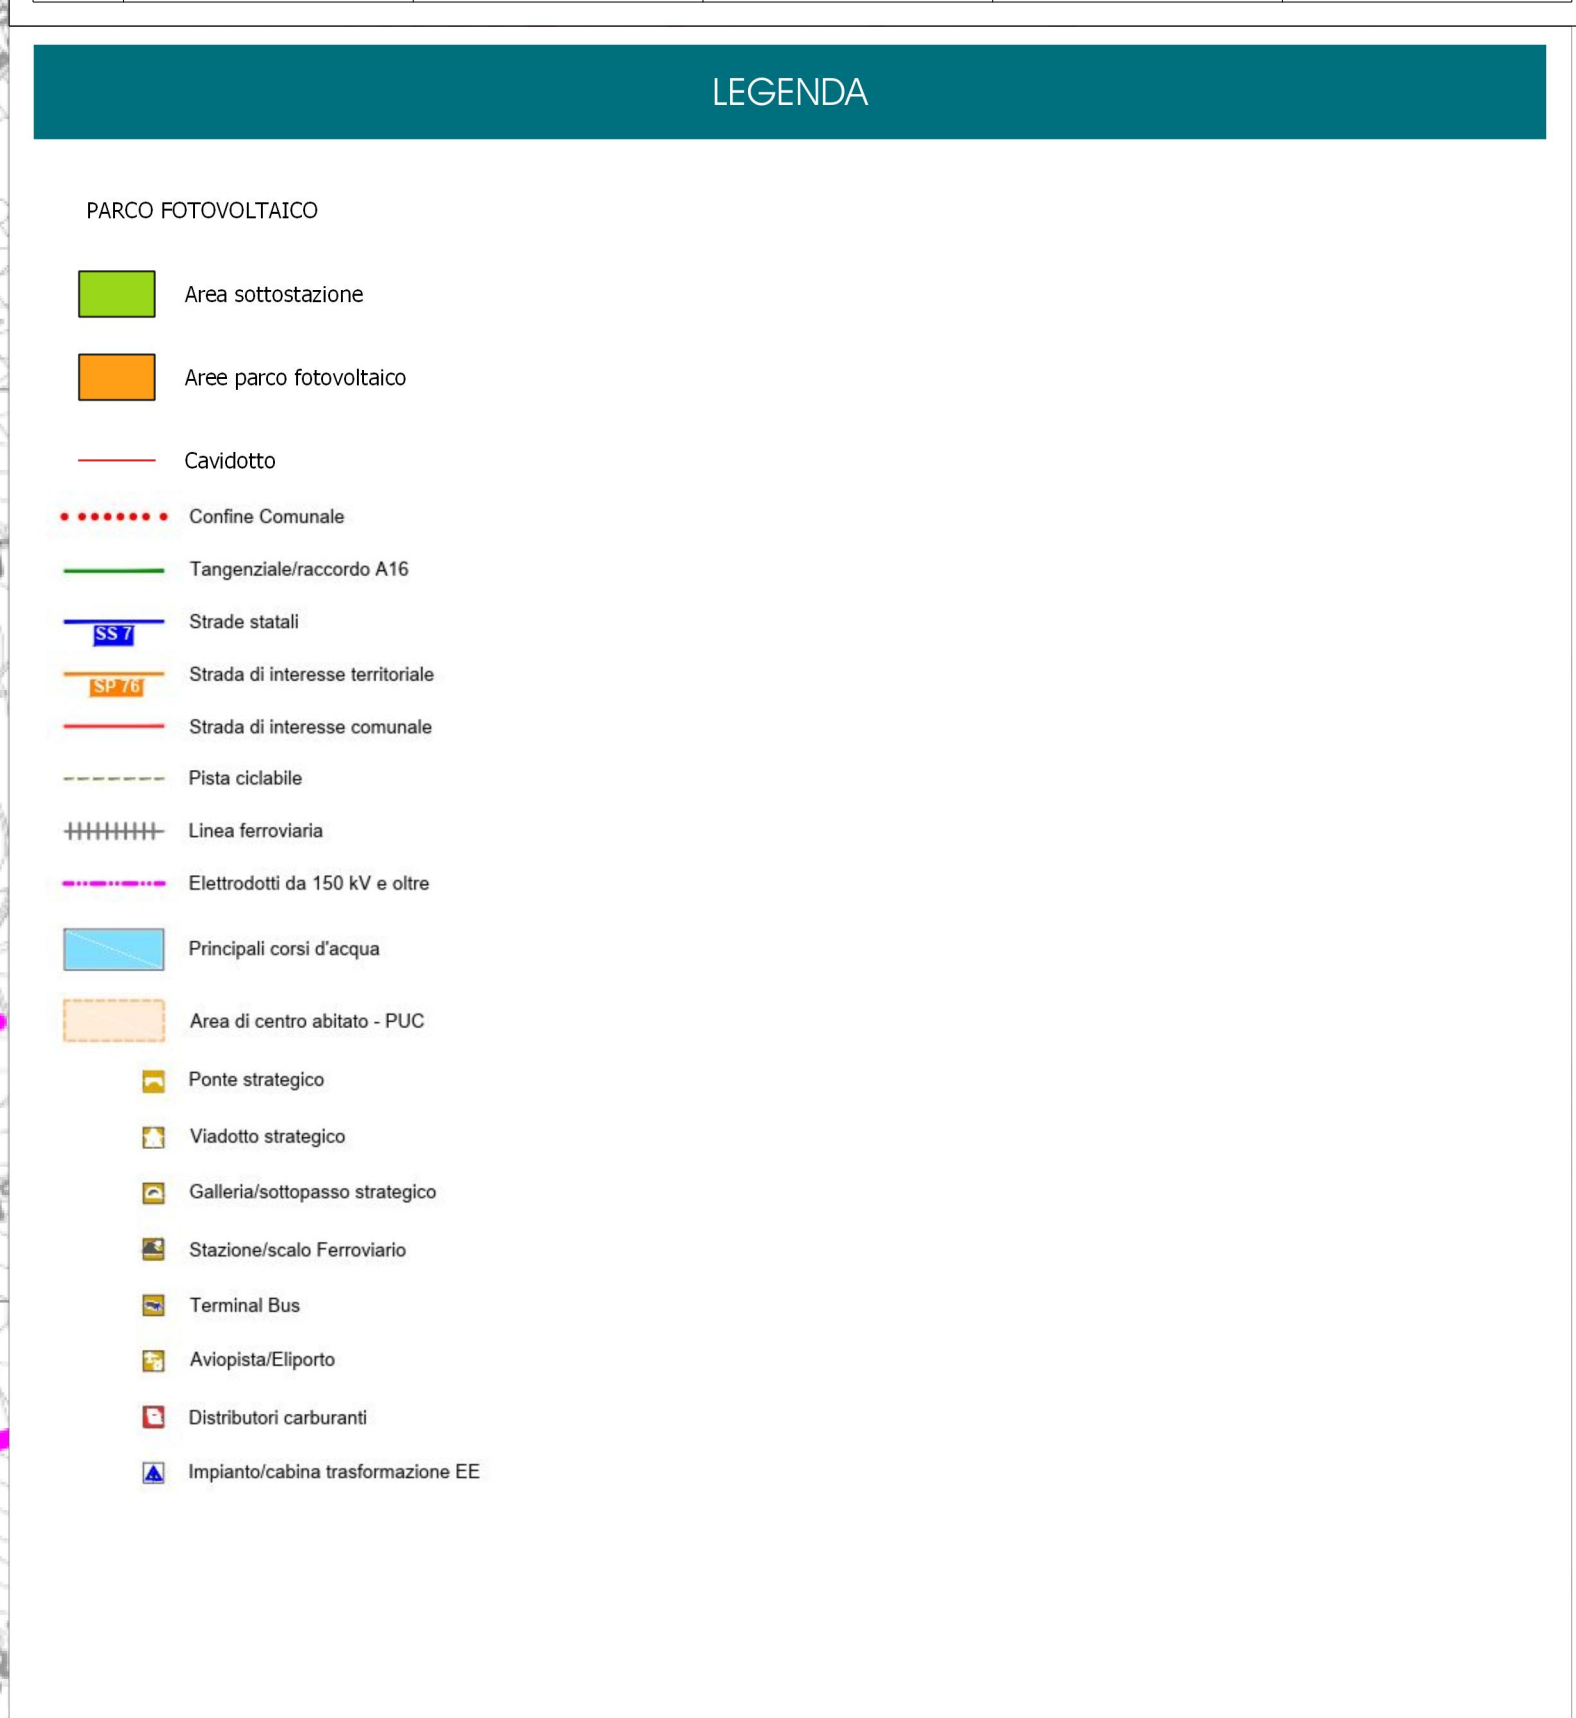 LEGENDA
PARCO FOTOVOLTAICO
Area sottostazione
Aree parco fotovoltaico
Cavidotto
Confine Comunale
Tangenziale/raccordo A16
Strade statali
SS 7
Strada di interesse territoriale
SP 76
Strada di interesse comunale
Pista ciclabile
Linea ferroviaria
Elettrodotti da 150 kV e oltre
Principali corsi d'acqua
Area di centro abitato - PUC
Ponte strategico
Viadotto strategico
Galleria/sottopasso strategico
Stazione/scalo Ferroviario
Terminal Bus
Aviopista/Eliporto
Distributori carburanti
Impianto/cabina trasformazione EE